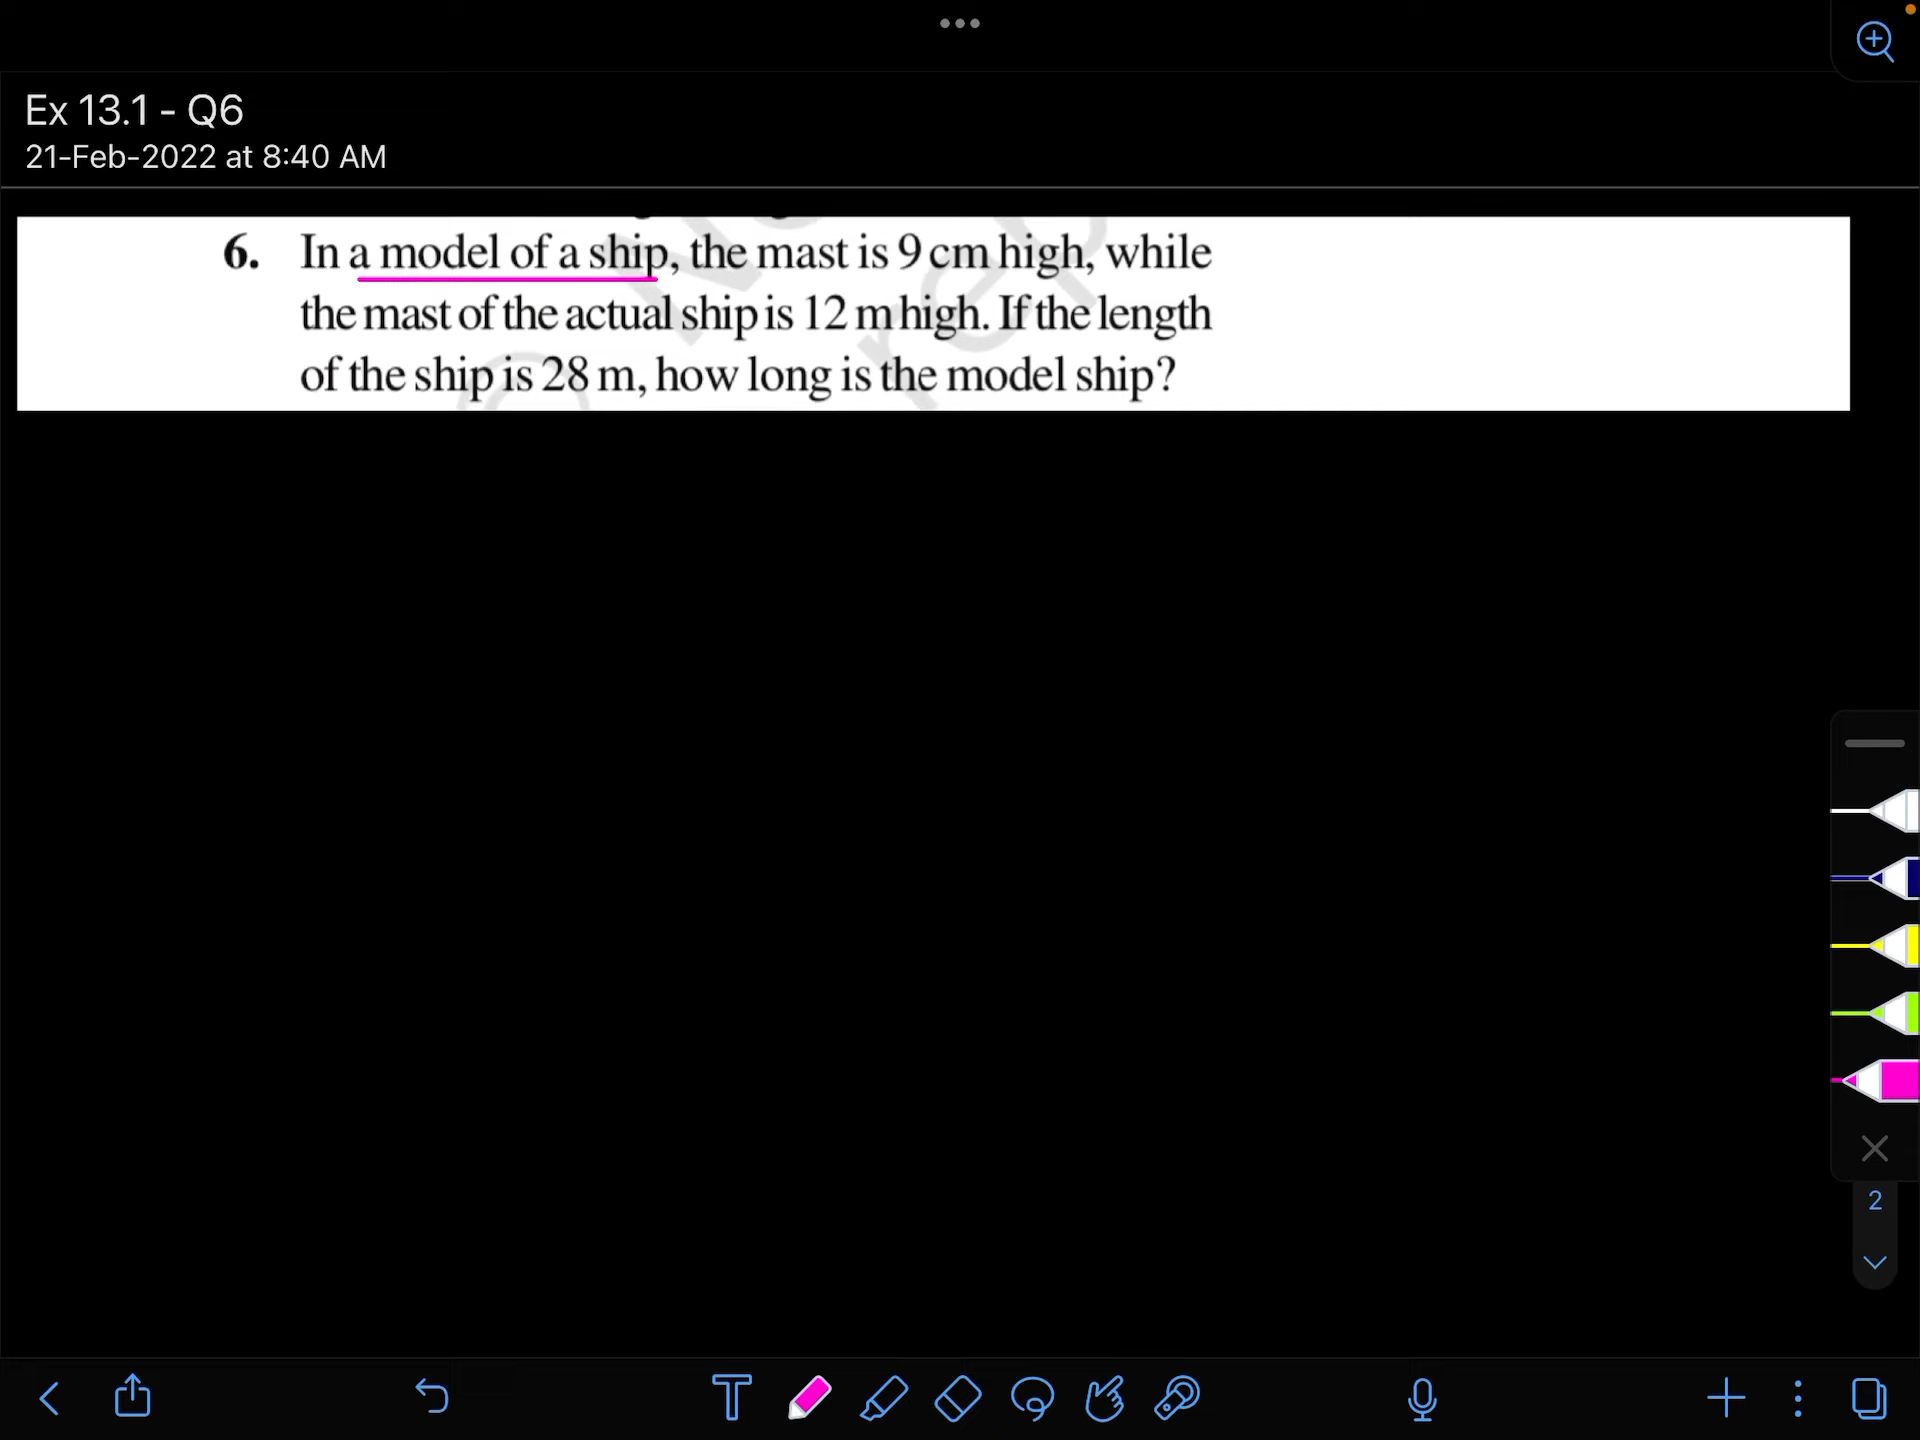 Ex 13.1 - Q6
21-Feb-2022 at 8:40 AM
6. In a model of a ship, the mast is 9 cm high, while
the mast of the actual ship is 12 m high. If the length
of the ship is 28 m, how long is the model ship?
2